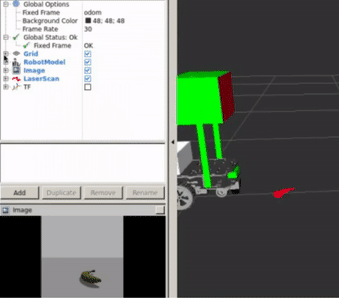 Global Options
Fixed Frame odom
Background Color 48; 48; 48
Frame Rate 30
Global Status: Ok
Fixed Frame OK
Grid
RobotModel
Image
LaserScan
TF
Add Duplicate Remove Rename
Image